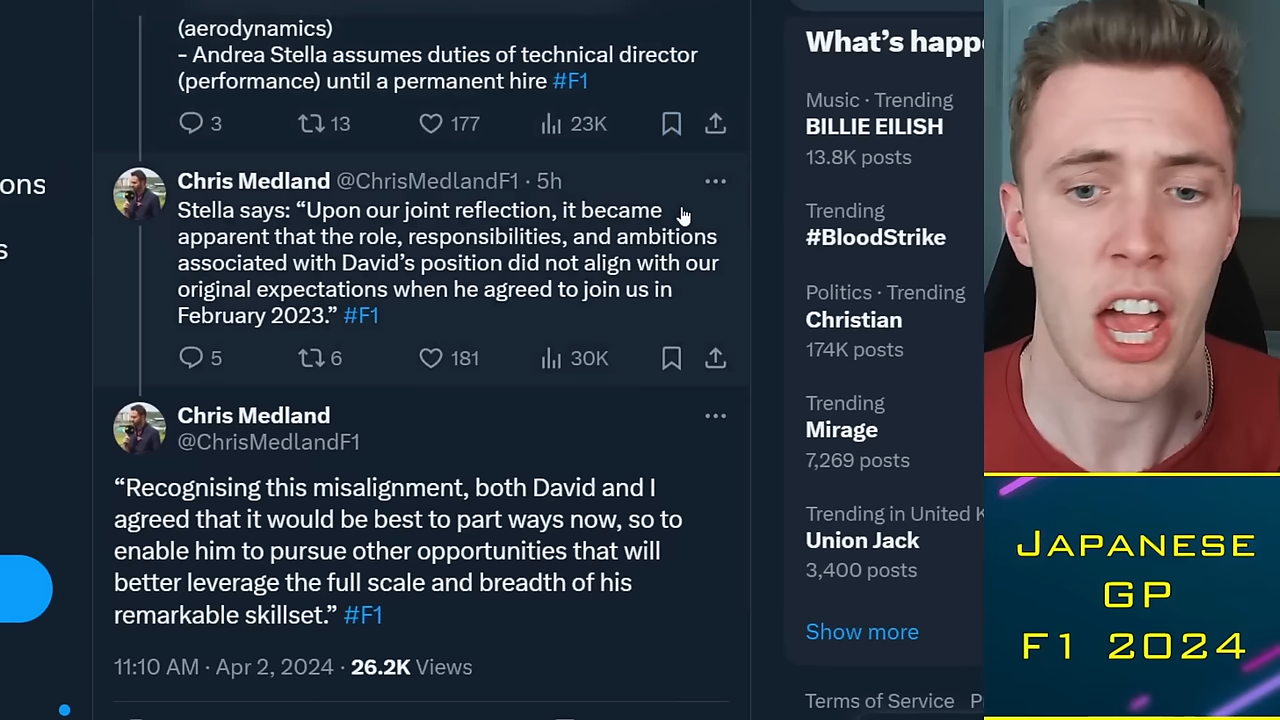 (aerodynamics)
- Andrea Stella assumes duties of technical director
(performance) until a permanent hire #F1
3 13 177 23K
Chris Medland @ChrisMedlandF1 · 5h
Stella says: “Upon our joint reflection, it became
apparent that the role, responsibilities, and ambitions
associated with David’s position did not align with our
original expectations when he agreed to join us in
February 2023.” #F1
5 6 181 30K
Chris Medland
@ChrisMedlandF1
“Recognising this misalignment, both David and I
agreed that it would be best to part ways now, so to
enable him to pursue other opportunities that will
better leverage the full scale and breadth of his
remarkable skillset.” #F1
11:10 AM · Apr 2, 2024 · 26.2K Views
ons
s
What’s happe
Music · Trending
BILLIE EILISH
13.8K posts
Trending
#BloodStrike
Politics · Trending
Christian
174K posts
Trending
Mirage
7,269 posts
Trending in United K
Union Jack
3,400 posts
Show more
Terms of Service P
JAPANESE
GP
F1 2024